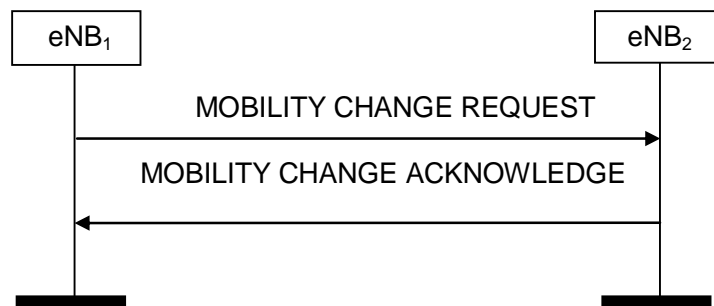 eNB₁
eNB₂
MOBILITY CHANGE REQUEST
MOBILITY CHANGE ACKNOWLEDGE